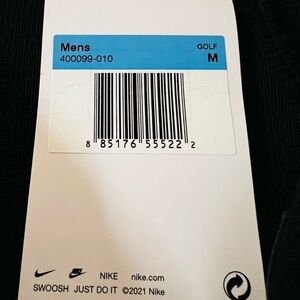 Mens GOLF
400099-010 M
8 85176 55522 2
NIKE nike.com
SWOOSH JUST DO IT ©2021 Nike